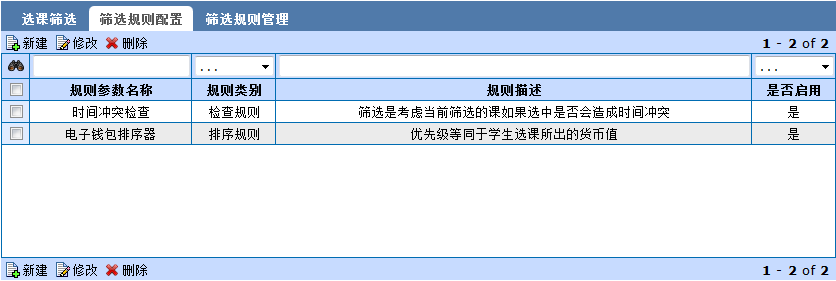 选课筛选 筛选规则配置 筛选规则管理
新建 修改 删除 1 - 2 of 2
... ...
规则参数名称 规则类别 规则描述 是否启用
时间冲突检查 检查规则 筛选是考虑当前筛选的课如果选中是否会造成时间冲突 是
电子钱包排序器 排序规则 优先级等同于学生选课所出的货币值 是
新建 修改 删除 1 - 2 of 2